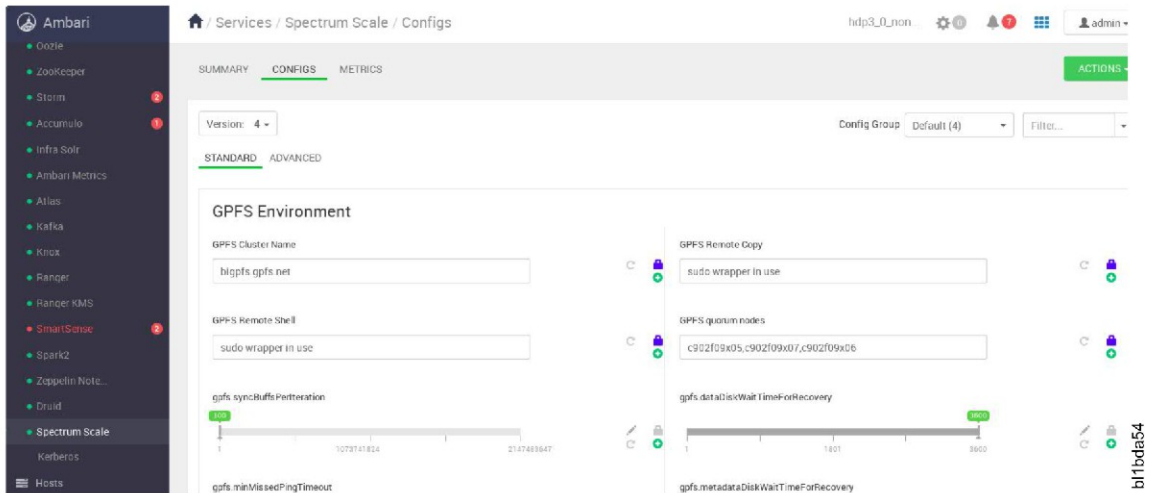 Ambari
/ Services / Spectrum Scale / Configs
hdp3_0_non...
0
7
admin
Oozie
ZooKeeper
Storm
2
Accumulo
1
Infra Solr
Ambari Metrics
Atlas
Kafka
Knox
Ranger
Ranger KMS
SmartSense
2
Spark2
Zeppelin Note...
Druid
Spectrum Scale
Kerberos
Hosts
SUMMARY CONFIGS METRICS
ACTIONS
Version: 4
Config Group Default (4) Filter...
STANDARD ADVANCED
GPFS Environment
GPFS Cluster Name
bigpfs.gpfs.net
GPFS Remote Copy
sudo wrapper in use
GPFS Remote Shell
sudo wrapper in use
GPFS quorum nodes
c902f09x05,c902f09x07,c902f09x06
gpfs.syncBuffsPerIteration
100
1 1073741824 2147483647
gpfs.dataDiskWaitTimeForRecovery
3600
1 1801 3600
gpfs.minMissedPingTimeout
gpfs.metadataDiskWaitTimeForRecovery
bl1bda54